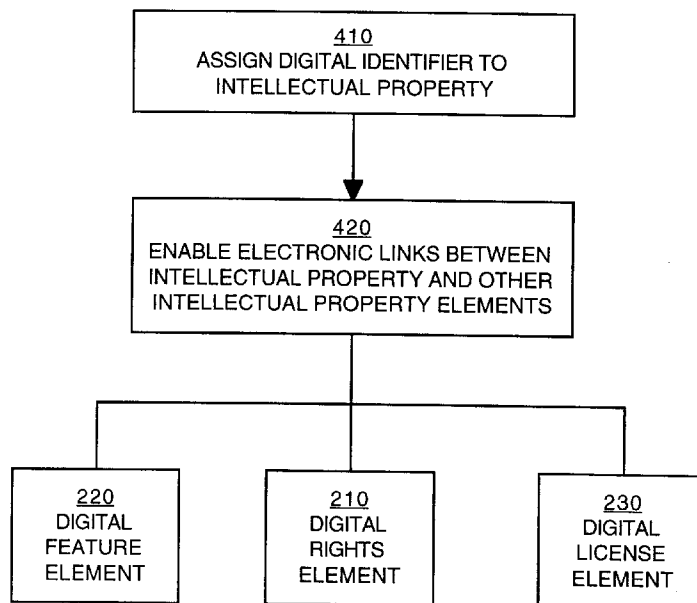 410
ASSIGN DIGITAL IDENTIFIER TO
INTELLECTUAL PROPERTY
420
ENABLE ELECTRONIC LINKS BETWEEN
INTELLECTUAL PROPERTY AND OTHER
INTELLECTUAL PROPERTY ELEMENTS
220
DIGITAL
FEATURE
ELEMENT
210
DIGITAL
RIGHTS
ELEMENT
230
DIGITAL
LICENSE
ELEMENT